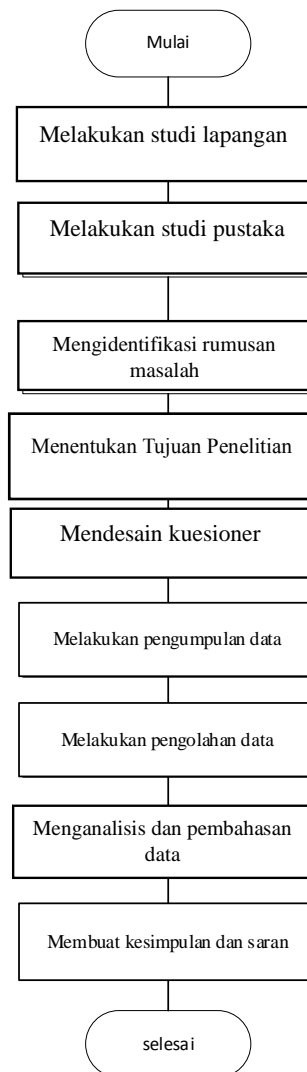 Mulai
Melakukan studi lapangan
Melakukan studi pustaka
Mengidentifikasi rumusan
masalah
Menentukan Tujuan Penelitian
Mendesain kuesioner
Melakukan pengumpulan data
Melakukan pengolahan data
Menganalisis dan pembahasan
data
Membuat kesimpulan dan saran
selesai